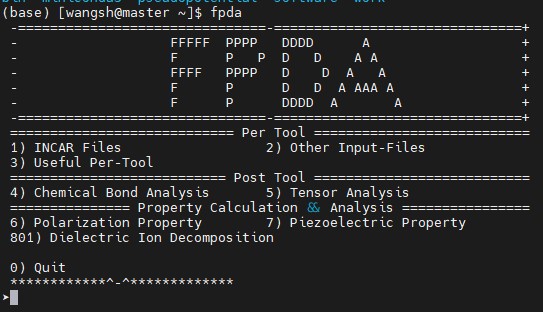 (base) [wangsh@master ~]$ fpda
-=============================-=============================+
-                   FFFFF  PPPP   DDDD      A               +
-                   F      P   P  D   D    A A              +
-                   FFFF   PPPP   D    D  A   A             +
-                   F      P      D   D  A AAA A            +
-                   F      P      DDDD  A       A           +
-=============================-=============================+
========================== Per Tool =========================
1) INCAR Files                 2) Other Input-Files
3) Useful Per-Tool
========================= Post Tool =========================
4) Chemical Bond Analysis      5) Tensor Analysis
============== Property Calculation && Analysis ===============
6) Polarization Property       7) Piezoelectric Property
801) Dielectric Ion Decomposition
0) Quit
************^-^*************
➤